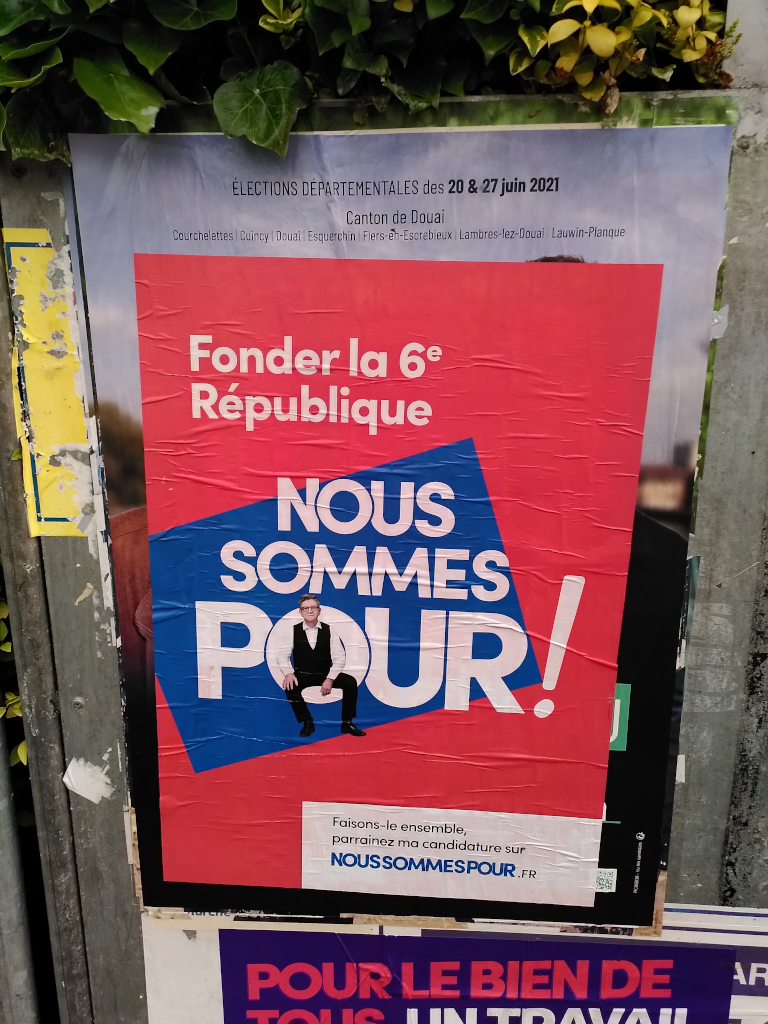 ÉLECTIONS DÉPARTEMENTALES des 20 & 27 juin 2021
Canton de Douai
Courchelettes | Cuincy | Douai | Esquerchin | Flers-en-Escrebieux | Lambres-lez-Douai | Lauwin-Planque
Fonder la 6e
République
NOUS
SOMMES
POUR!
Faisons-le ensemble,
parrainez ma candidature sur
NOUSSOMMESPOUR.FR
POUR LE BIEN DE
TOUS, UN TRAVAIL